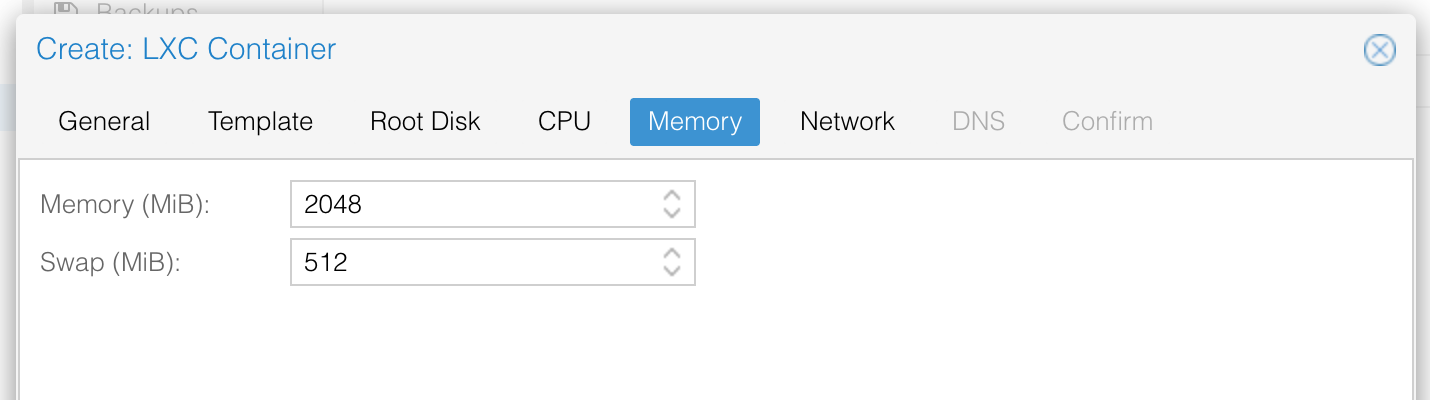 Backups
Create: LXC Container
General Template Root Disk CPU Memory Network DNS Confirm
Memory (MiB): 2048
Swap (MiB): 512